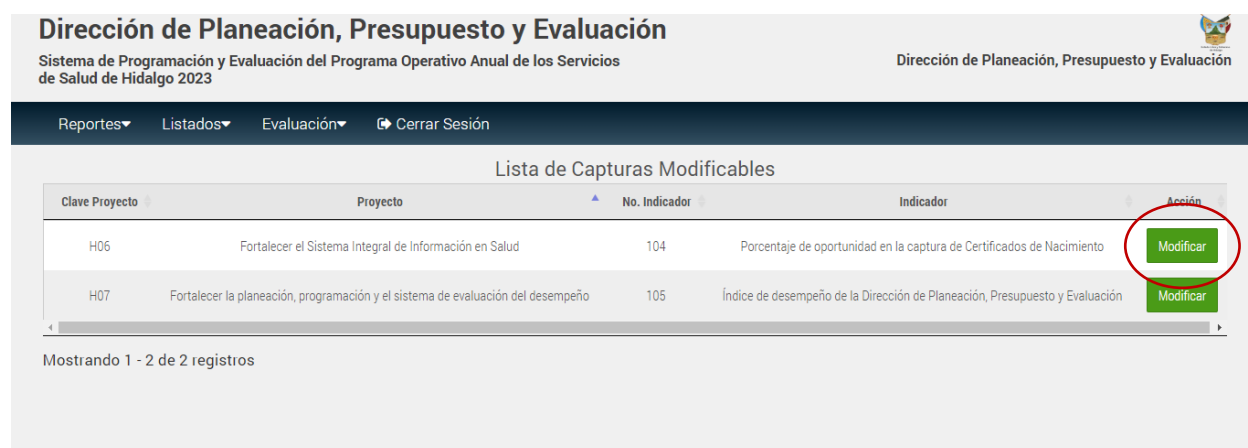 Dirección de Planeación, Presupuesto y Evaluación
Sistema de Programación y Evaluación del Programa Operativo Anual de los Servicios
de Salud de Hidalgo 2023
Dirección de Planeación, Presupuesto y Evaluación
Reportes Listados Evaluación Cerrar Sesión
Lista de Capturas Modificables
Clave Proyecto Proyecto No. Indicador Indicador Acción
H06 Fortalecer el Sistema Integral de Información en Salud 104 Porcentaje de oportunidad en la captura de Certificados de Nacimiento Modificar
H07 Fortalecer la planeación, programación y el sistema de evaluación del desempeño 105 Índice de desempeño de la Dirección de Planeación, Presupuesto y Evaluación Modificar
Mostrando 1 - 2 de 2 registros